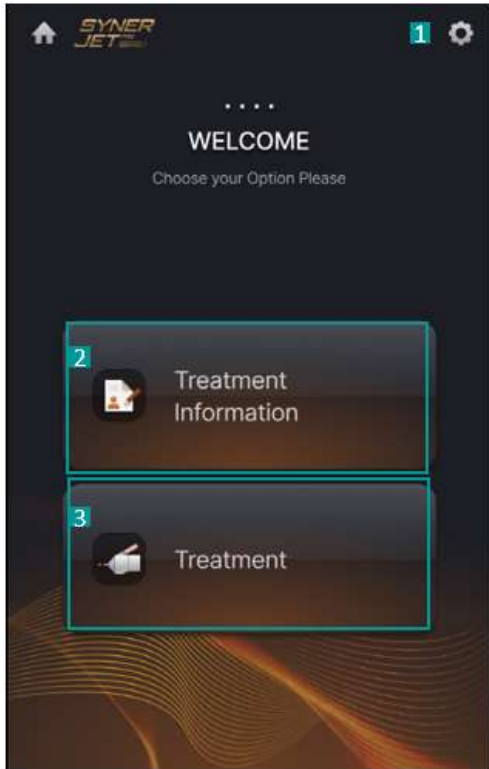 SYNER
JET
1
WELCOME
Choose your Option Please
2
Treatment
Information
3
Treatment